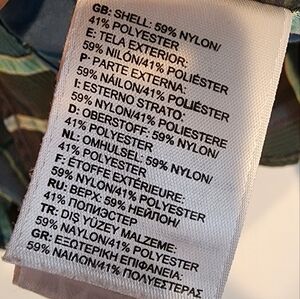 GB: SHELL: 59% NYLON/
41% POLYESTER
E: TELA EXTERIOR:
59% NILÓN/41% POLIÉSTER
P: PARTE EXTERNA:
59% NÁILON/41% POLIÉSTER
I: ESTERNO STRATO:
59% NYLON/41% POLIESTERE
D: OBERSTOFF: 59% NYLON/
41% POLYESTER
NL: OMHULSEL: 59% NYLON/
41% POLYESTER
F: ÉTOFFE EXTÉRIEURE:
59% NYLON/41% POLYESTER
RU: ВЕРХ: 59% НЕЙЛОН/
41% ПОЛИЭСТЕР
TR: DIŞ YÜZEY MALZEME:
59% NAYLON/41% POLYESTER
GR: ΕΞΩΤΕΡΙΚΗ ΕΠΙΦΑΝΕΙΑ:
59% ΝΑΙΛΟΝ/41% ΠΟΛΥΕΣΤΕΡΑΣ